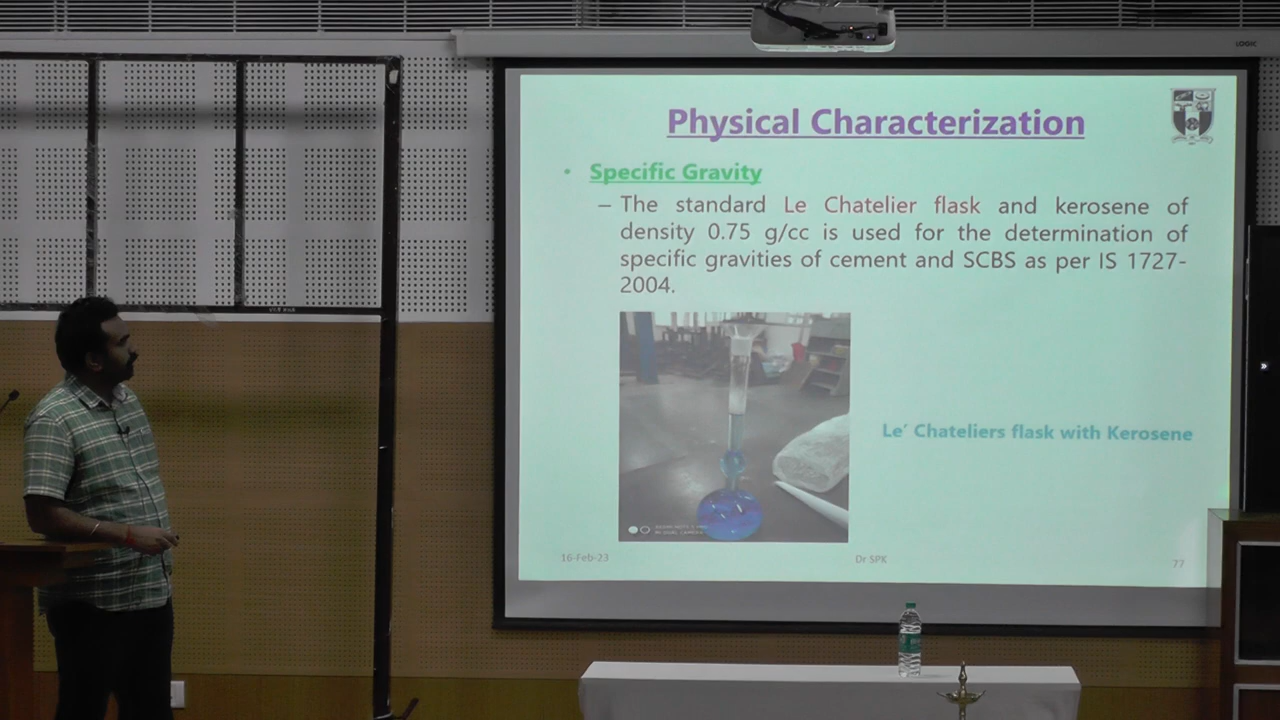 LOGIC
Physical Characterization
• Specific Gravity
– The standard Le Chatelier flask and kerosene of
density 0.75 g/cc is used for the determination of
specific gravities of cement and SCBS as per IS 1727-
2004.
Le’ Chateliers flask with Kerosene
16-Feb-23
Dr SPK
77